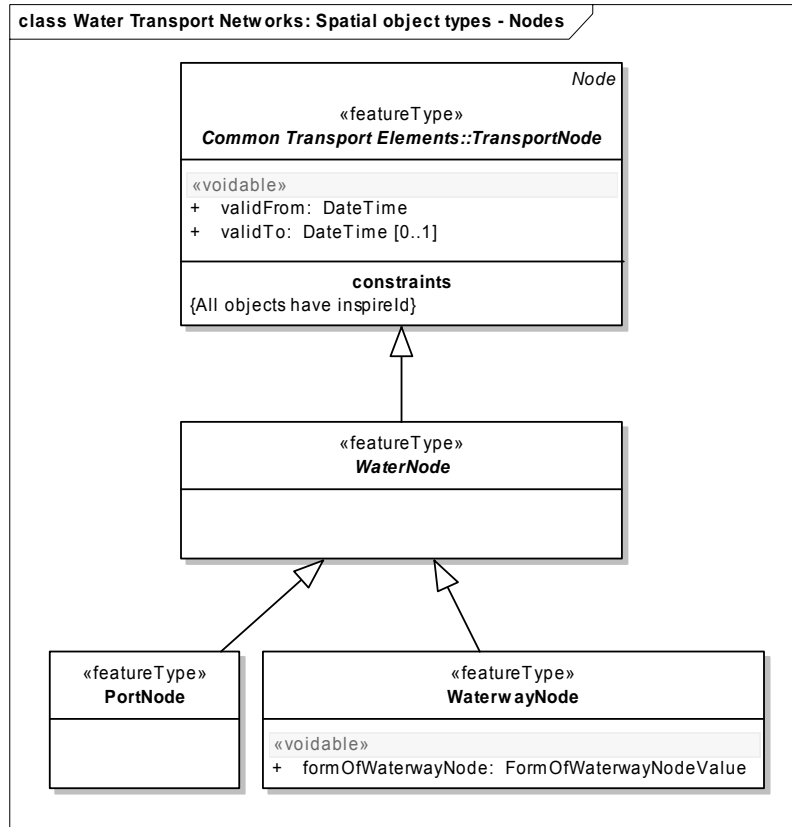 class Water Transport Networks: Spatial object types - Nodes
Node
«featureType»
Common Transport Elements::TransportNode
«voidable»
+ validFrom: DateTime
+ validTo: DateTime [0..1]
constraints
{All objects have inspireId}
«featureType»
WaterNode
«featureType»
PortNode
«featureType»
WaterwayNode
«voidable»
+ formOfWaterwayNode: FormOfWaterwayNodeValue